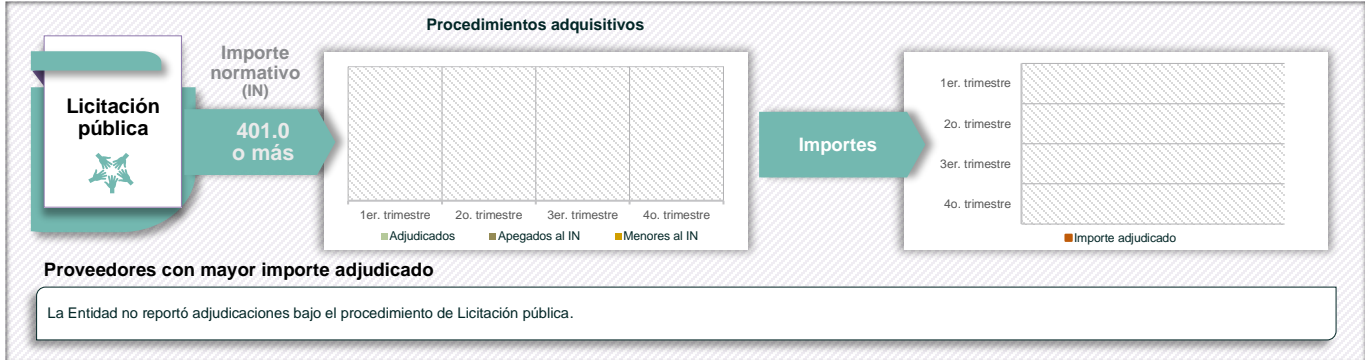 Procedimientos adquisitivos
Licitación
pública
Importe
normativo
(IN)
401.0
o más
1er. trimestre
2o. trimestre
3er. trimestre
4o. trimestre
Adjudicados
Apegados al IN
Menores al IN
Importes
1er. trimestre
2o. trimestre
3er. trimestre
4o. trimestre
Importe adjudicado
Proveedores con mayor importe adjudicado
La Entidad no reportó adjudicaciones bajo el procedimiento de Licitación pública.